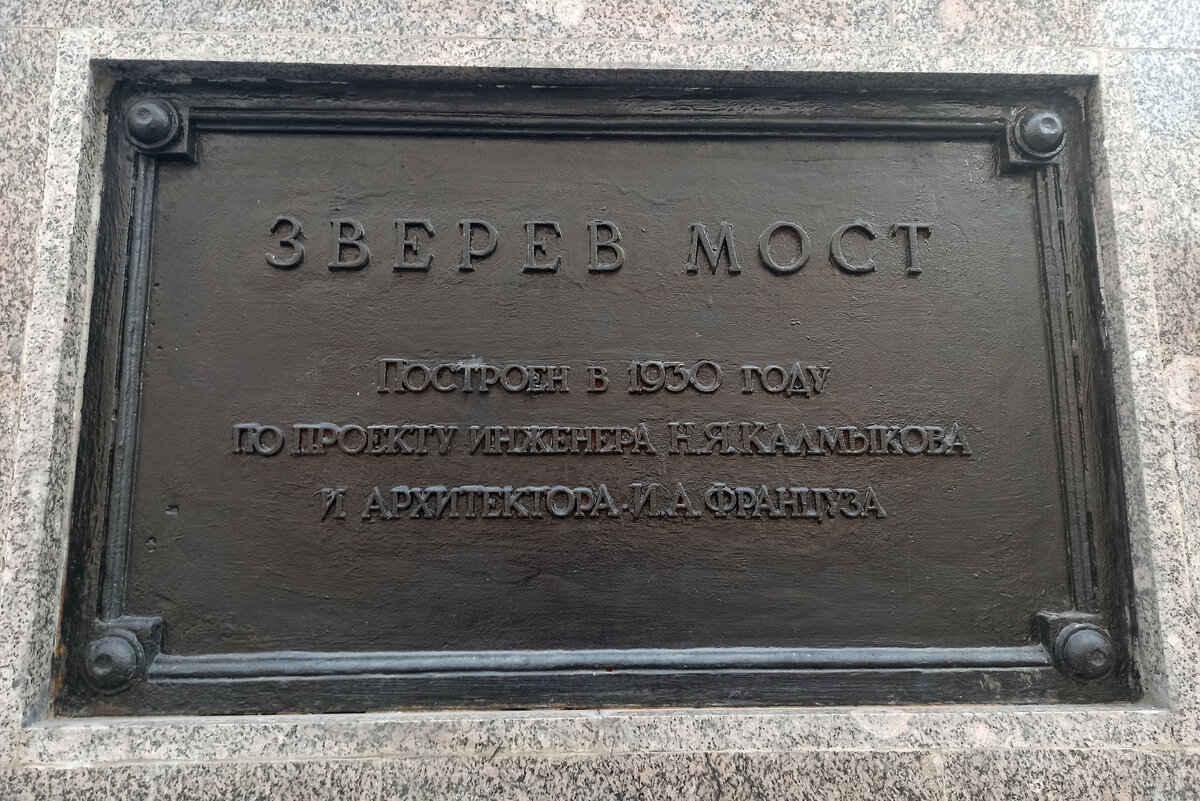 ЗВЕРЕВ МОСТ
ПОСТРОЕН В 1930 ГОДУ
ПО ПРОЕКТУ ИНЖЕНЕРА Н.Я.КАЛМЫКОВА
И АРХИТЕКТОРА И.А.ФРАНЦУЗА